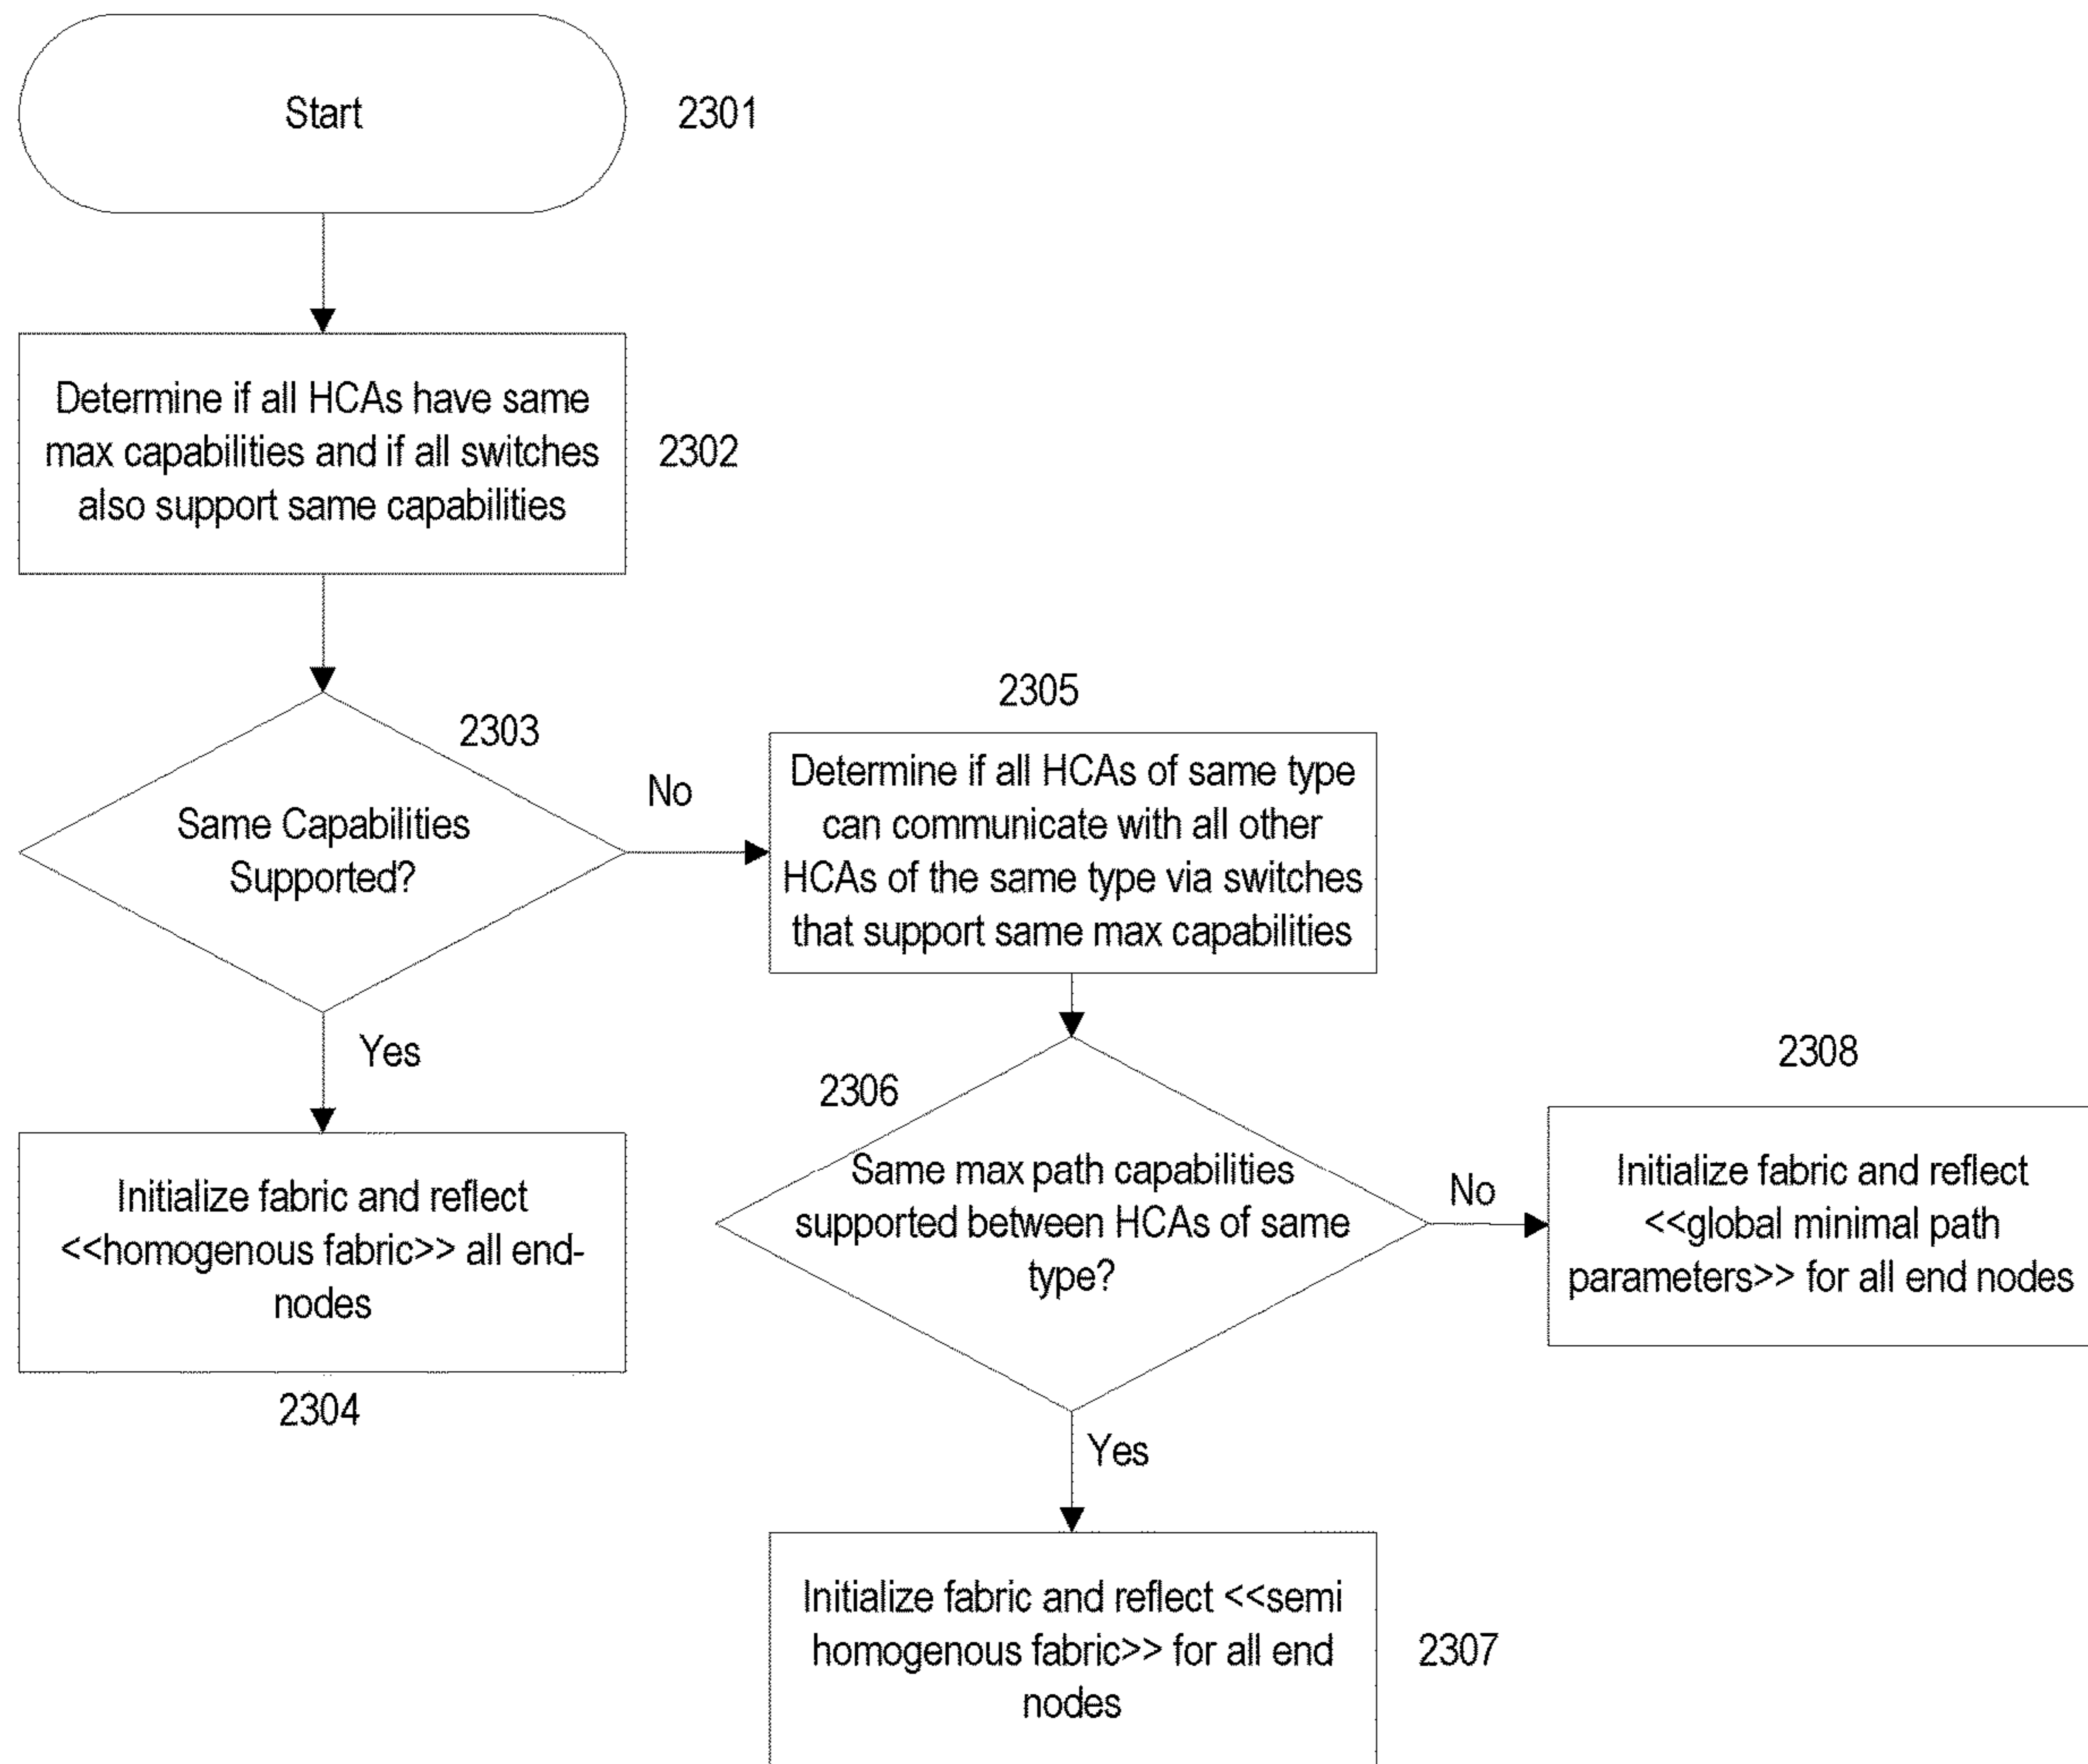 Start
2301
Determine if all HCAs have same
max capabilities and if all switches
also support same capabilities
2302
2303
Same Capabilities
Supported?
No
Yes
2305
Determine if all HCAs of same type
can communicate with all other
HCAs of the same type via switches
that support same max capabilities
Initialize fabric and reflect
<<homogenous fabric>> all end-
nodes
2304
2306
Same max path capabilities
supported between HCAs of same
type?
No
Yes
2308
Initialize fabric and reflect
<<global minimal path
parameters>> for all end nodes
Initialize fabric and reflect <<semi
homogenous fabric>> for all end
nodes
2307